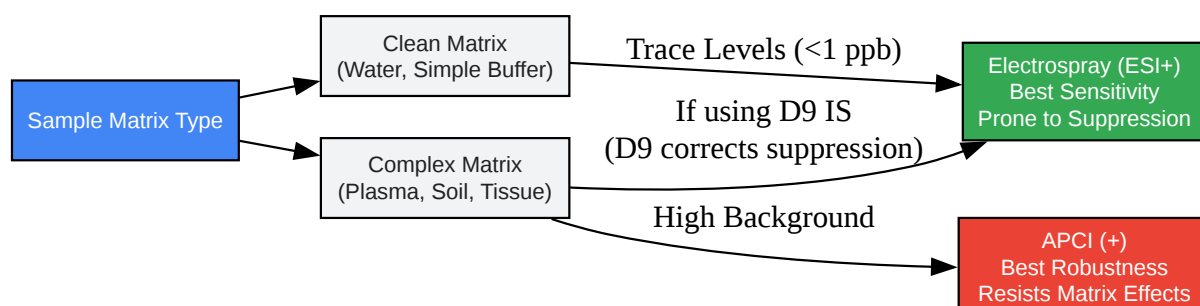 Sample Matrix Type
Clean Matrix
(Water, Simple Buffer)
Complex Matrix
(Plasma, Soil, Tissue)
Trace Levels (<1 ppb)
If using D9 IS
(D9 corrects suppression)
High Background
Electrospray (ESI+)
Best Sensitivity
Prone to Suppression
APCI (+)
Best Robustness
Resists Matrix Effects